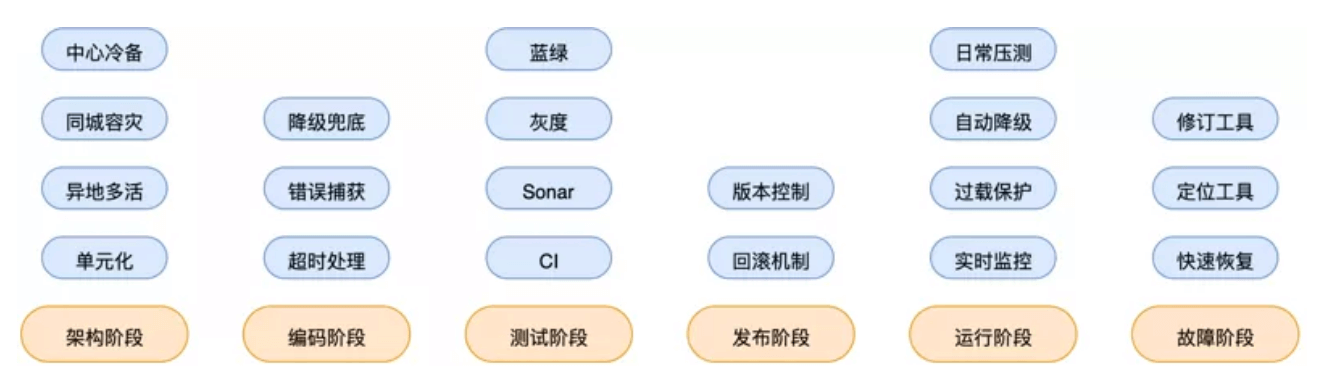 中心冷备
蓝绿
日常压测
同城容灾
降级兜底
灰度
自动降级
修订工具
异地多活
错误捕获
Sonar
版本控制
过载保护
定位工具
单元化
超时处理
CI
回滚机制
实时监控
快速恢复
架构阶段
编码阶段
测试阶段
发布阶段
运行阶段
故障阶段